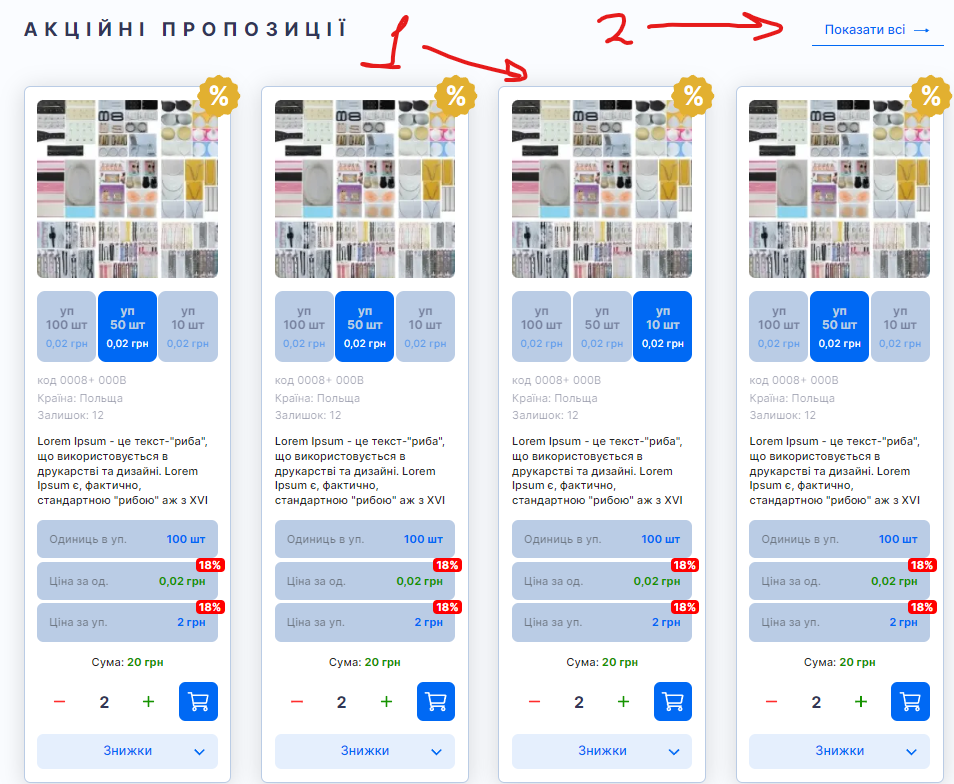 АКЦІЙНІ ПРОПОЗИЦІЇ
1
2
Показати всі →
%
уп 100 шт 0,02 грн
уп 50 шт 0,02 грн
уп 10 шт 0,02 грн
код 0008+ 000В
Країна: Польща
Залишок: 12
Lorem Ipsum - це текст-"риба",
що використовується в
друкарстві та дизайні. Lorem
Ipsum є, фактично,
стандартною "рибою" аж з XVI
Одиниць в уп. 100 шт
18%
Ціна за од. 0,02 грн
18%
Ціна за уп. 2 грн
Сума: 20 грн
− 2 +
Знижки
%
уп 100 шт 0,02 грн
уп 50 шт 0,02 грн
уп 10 шт 0,02 грн
код 0008+ 000В
Країна: Польща
Залишок: 12
Lorem Ipsum - це текст-"риба",
що використовується в
друкарстві та дизайні. Lorem
Ipsum є, фактично,
стандартною "рибою" аж з XVI
Одиниць в уп. 100 шт
18%
Ціна за од. 0,02 грн
18%
Ціна за уп. 2 грн
Сума: 20 грн
− 2 +
Знижки
%
уп 100 шт 0,02 грн
уп 50 шт 0,02 грн
уп 10 шт 0,02 грн
код 0008+ 000В
Країна: Польща
Залишок: 12
Lorem Ipsum - це текст-"риба",
що використовується в
друкарстві та дизайні. Lorem
Ipsum є, фактично,
стандартною "рибою" аж з XVI
Одиниць в уп. 100 шт
18%
Ціна за од. 0,02 грн
18%
Ціна за уп. 2 грн
Сума: 20 грн
− 2 +
Знижки
%
уп 100 шт 0,02 грн
уп 50 шт 0,02 грн
уп 10 шт 0,02 грн
код 0008+ 000В
Країна: Польща
Залишок: 12
Lorem Ipsum - це текст-"риба",
що використовується в
друкарстві та дизайні. Lorem
Ipsum є, фактично,
стандартною "рибою" аж з XVI
Одиниць в уп. 100 шт
18%
Ціна за од. 0,02 грн
18%
Ціна за уп. 2 грн
Сума: 20 грн
− 2 +
Знижки